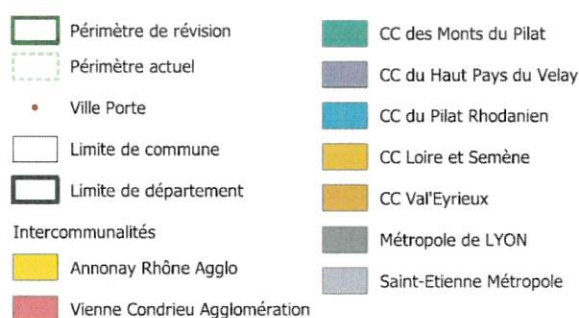 Périmètre de révision
Périmètre actuel
Ville Porte
Limite de commune
Limite de département
Intercommunalités
Annonay Rhône Agglo
Vienne Condrieu Agglomération
CC des Monts du Pilat
CC du Haut Pays du Velay
CC du Pilat Rhodanien
CC Loire et Semène
CC Val'Eyrieux
Métropole de LYON
Saint-Etienne Métropole